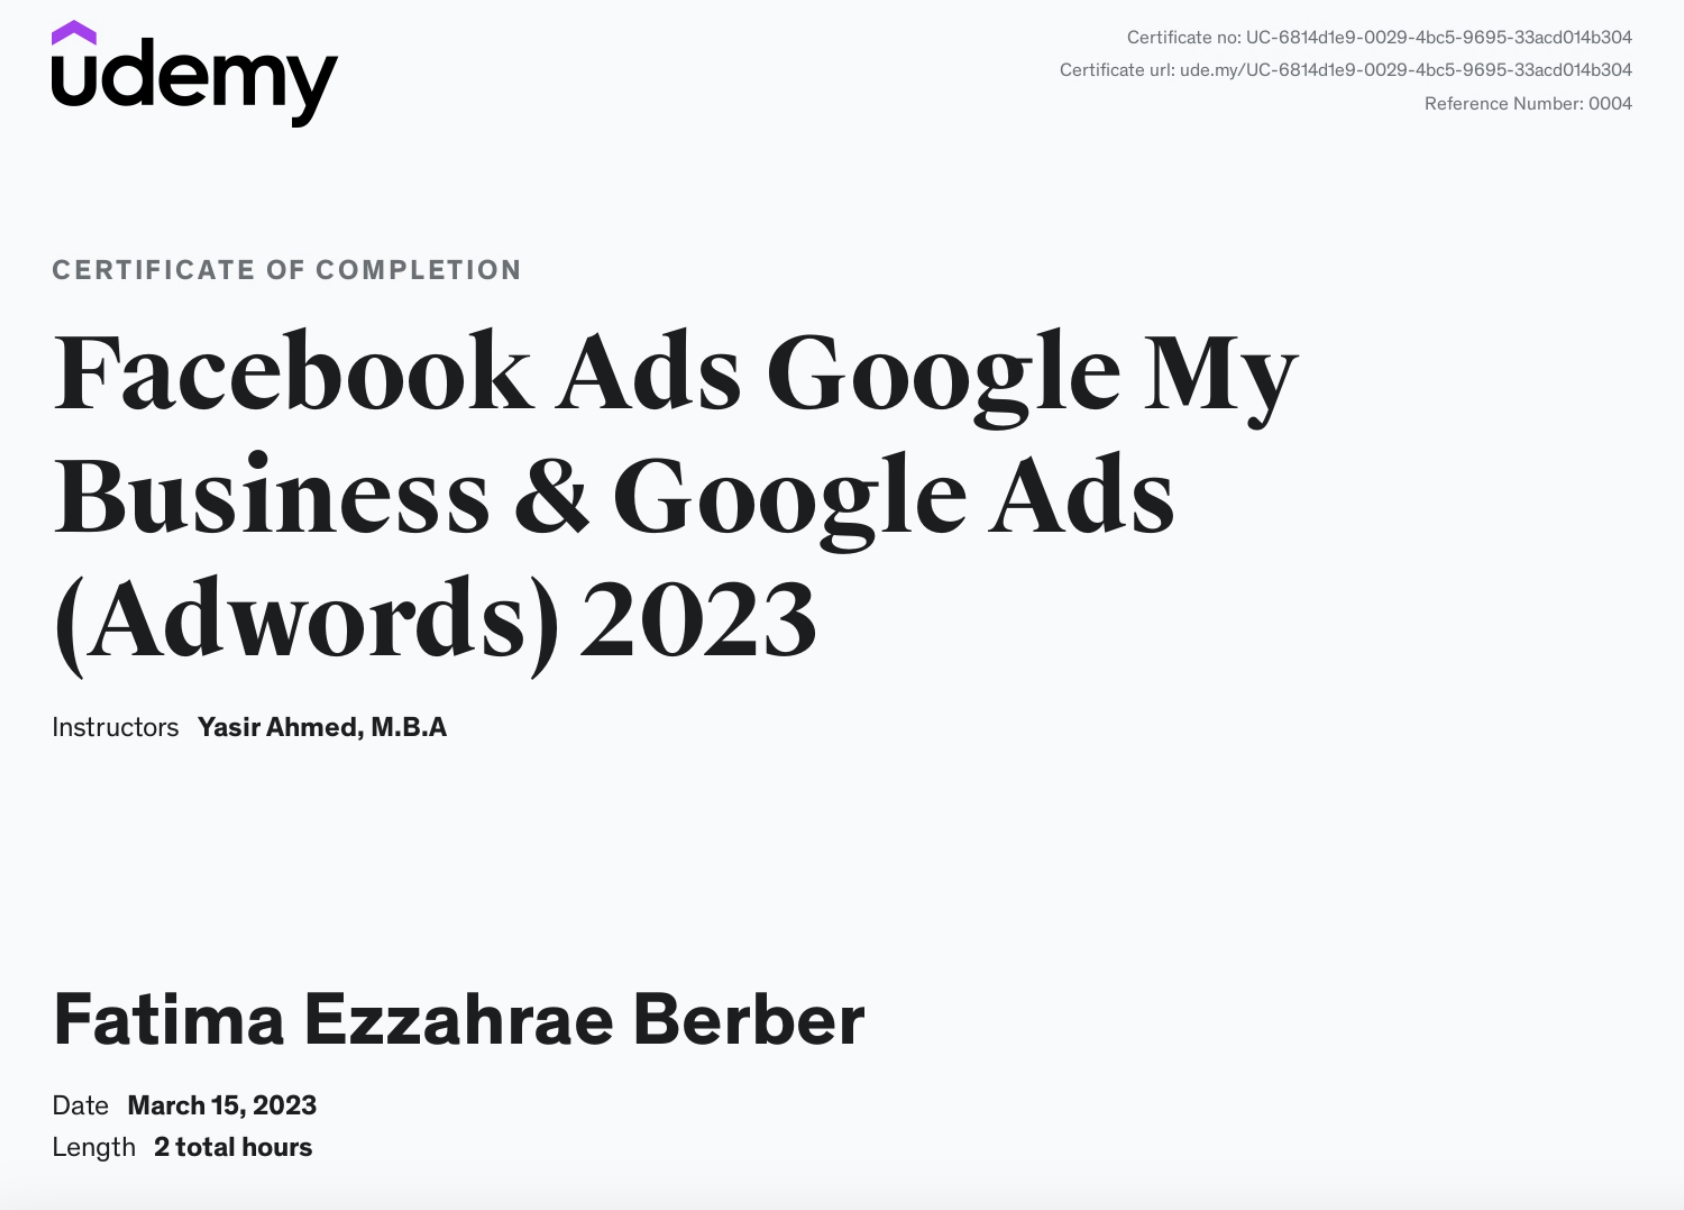 udemy
Certificate no: UC-6814d1e9-0029-4bc5-9695-33acd014b304
Certificate url: ude.my/UC-6814d1e9-0029-4bc5-9695-33acd014b304
Reference Number: 0004
CERTIFICATE OF COMPLETION
Facebook Ads Google My
Business & Google Ads
(Adwords) 2023
Instructors Yasir Ahmed, M.B.A
Fatima Ezzahrae Berber
Date March 15, 2023
Length 2 total hours